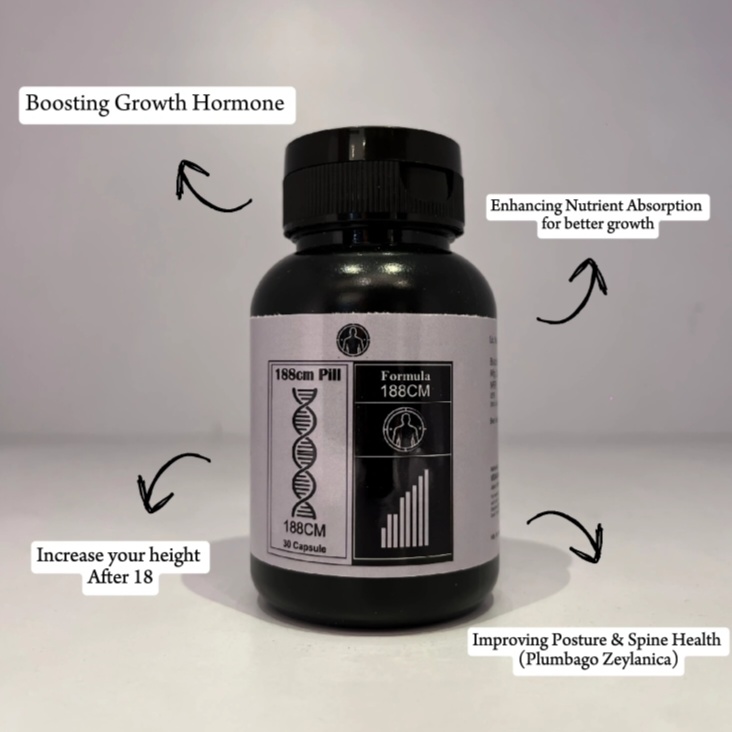 Boosting Growth Hormone
Enhancing Nutrient Absorption
for better growth
188cm Pill
188CM
30 Capsule
Formula
188CM
Increase your height
After 18
Improving Posture & Spine Health
(Plumbago Zeylanica)